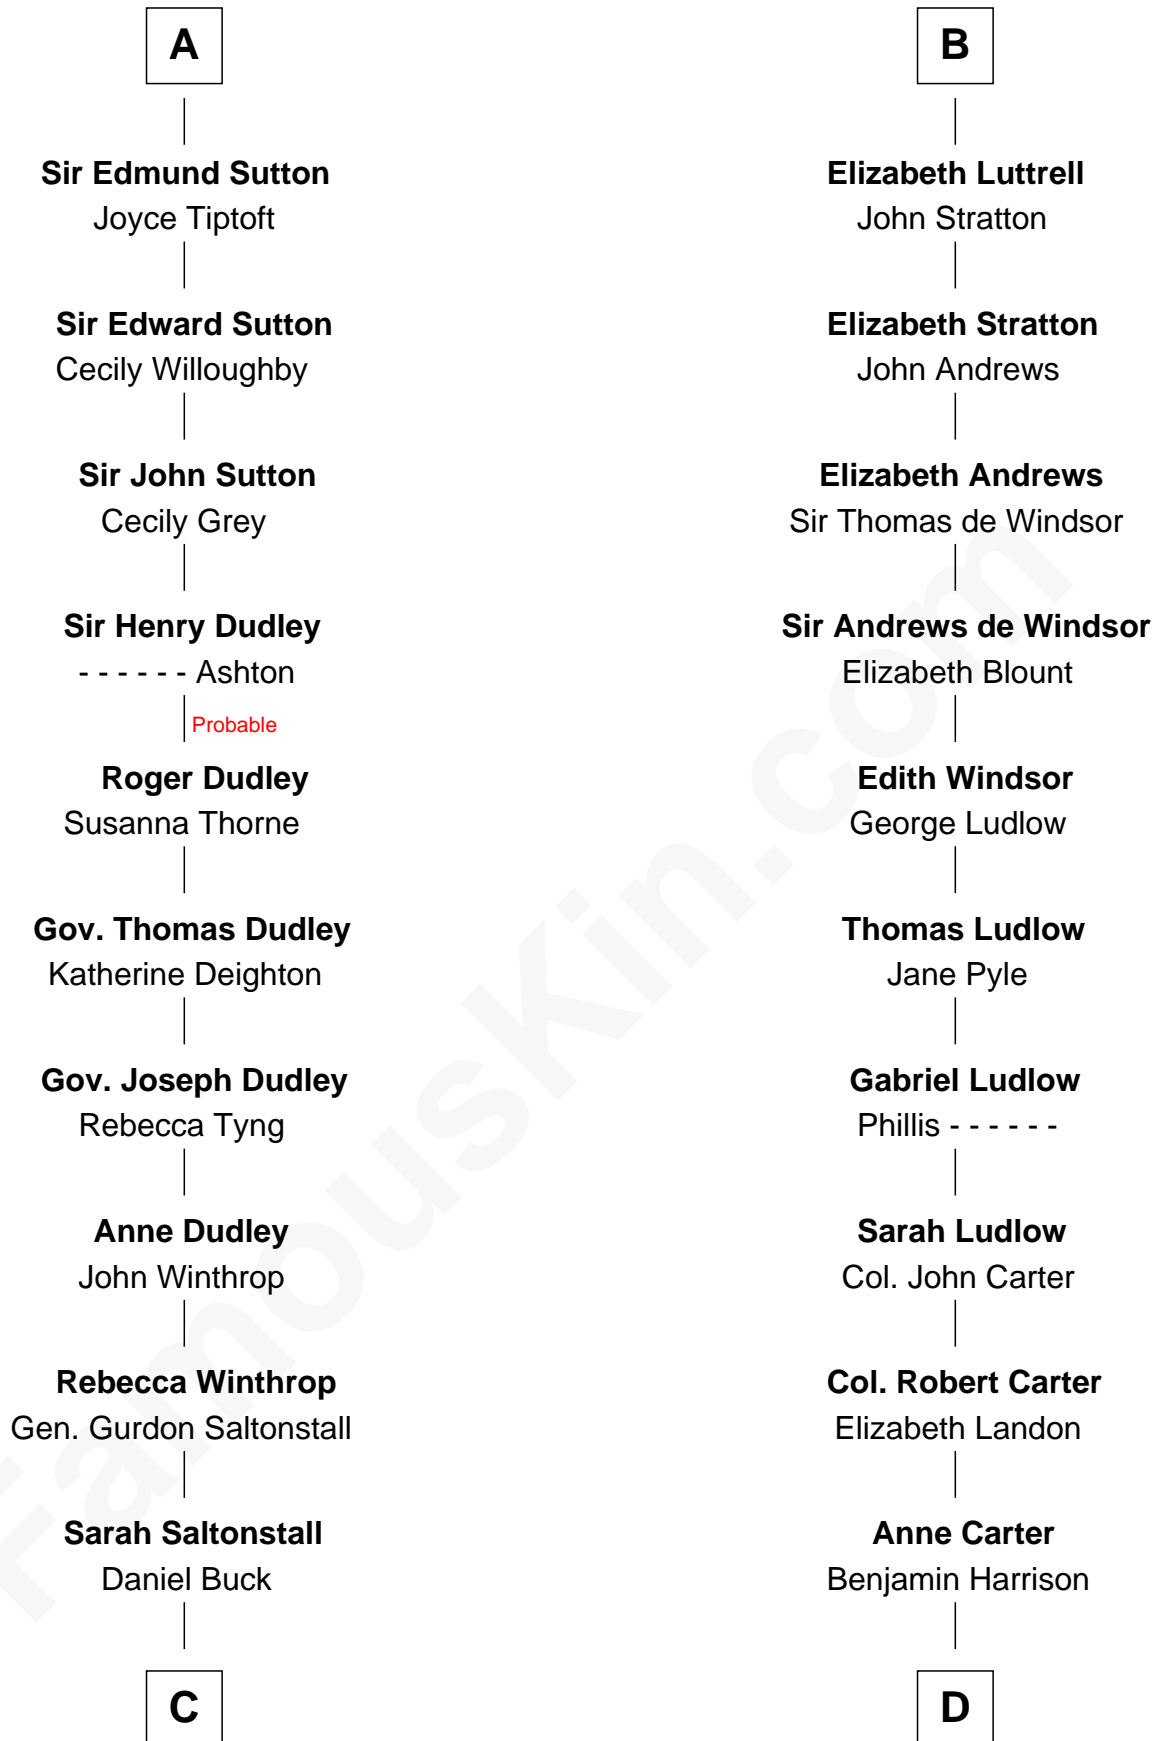 A
Sir Edmund Sutton
Joyce Tiptoft
Sir Edward Sutton
Cecily Willoughby
Sir John Sutton
Cecily Grey
Sir Henry Dudley
- - - - - - Ashton
Probable
Roger Dudley
Susanna Thorne
Gov. Thomas Dudley
Katherine Deighton
Gov. Joseph Dudley
Rebecca Tyng
Anne Dudley
John Winthrop
Rebecca Winthrop
Gen. Gurdon Saltonstall
Sarah Saltonstall
Daniel Buck
C
B
Elizabeth Luttrell
John Stratton
Elizabeth Stratton
John Andrews
Elizabeth Andrews
Sir Thomas de Windsor
Sir Andrews de Windsor
Elizabeth Blount
Edith Windsor
George Ludlow
Thomas Ludlow
Jane Pyle
Gabriel Ludlow
Phillis - - - - - -
Sarah Ludlow
Col. John Carter
Col. Robert Carter
Elizabeth Landon
Anne Carter
Benjamin Harrison
D
FamousKin.com